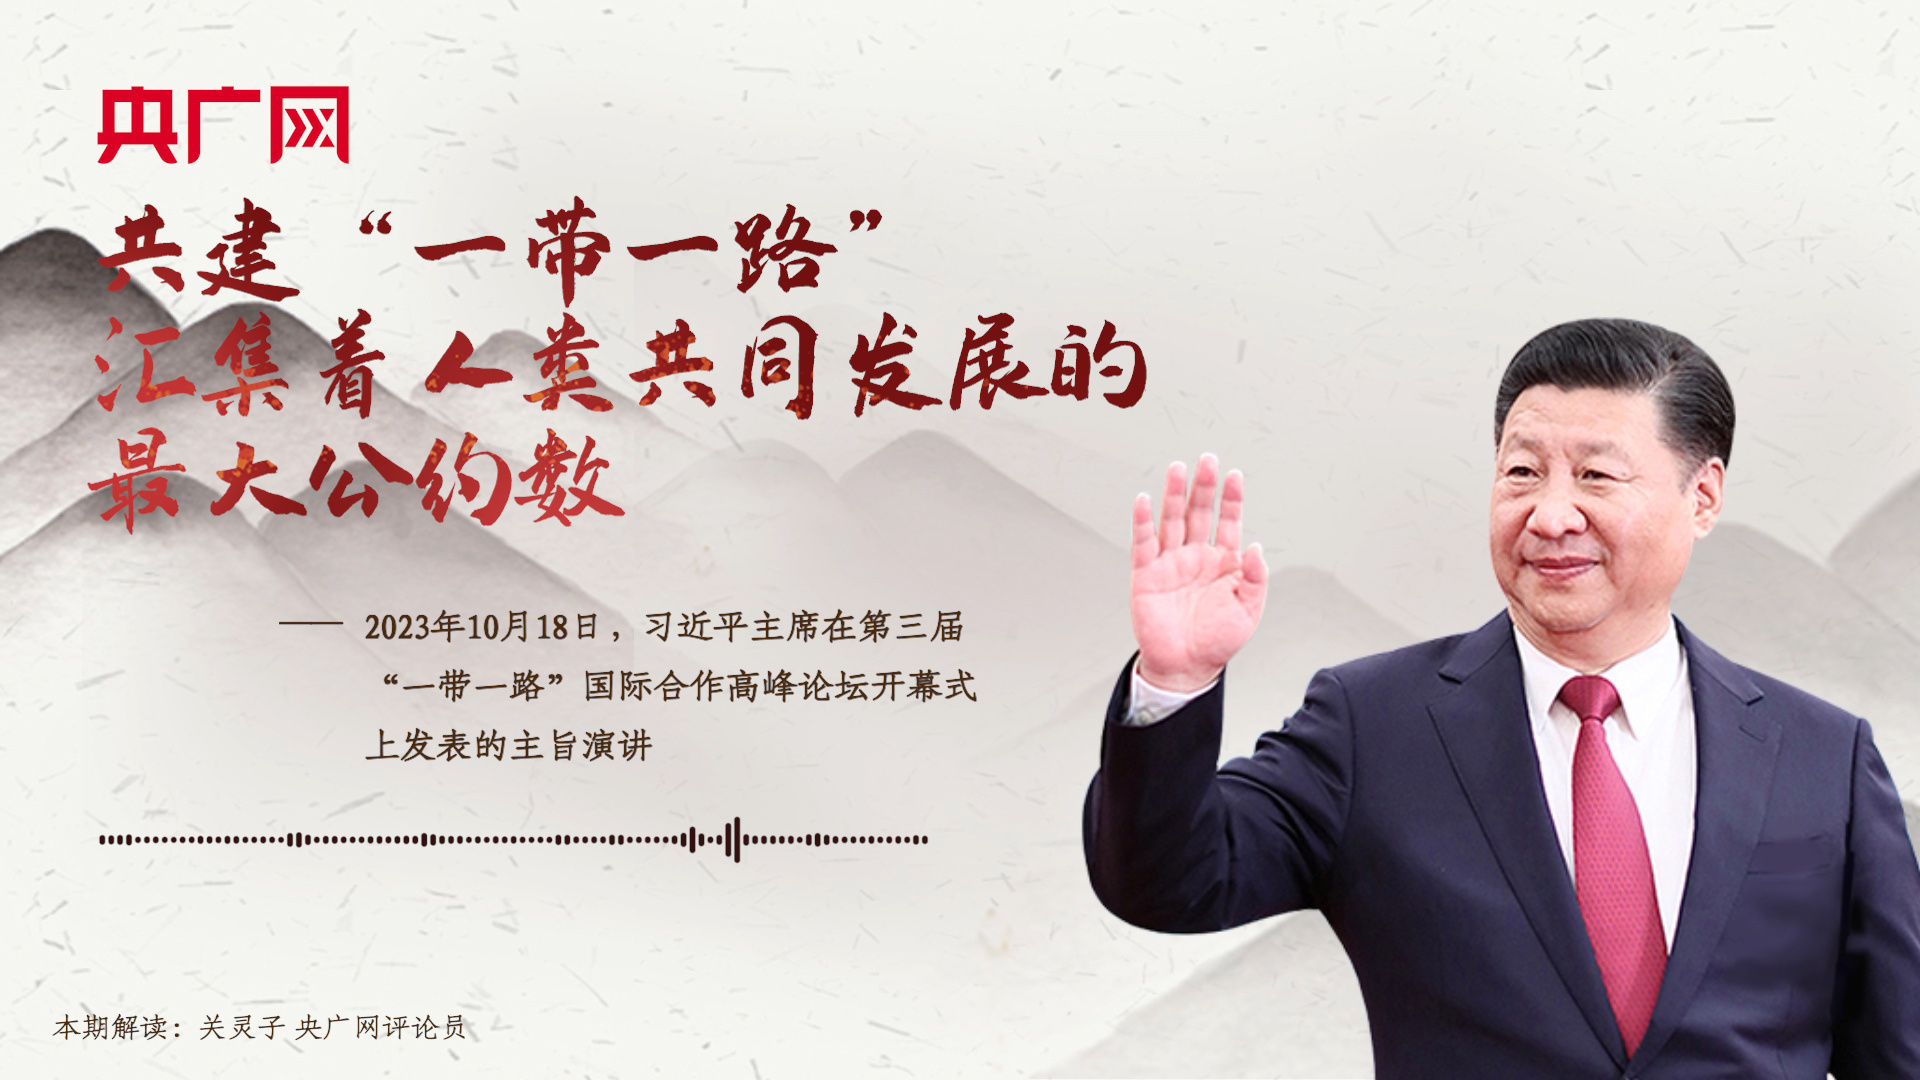 央广网
共建“一带一路”
汇集着人类共同发展的
最大公约数
—— 2023年10月18日，习近平主席在第三届
“一带一路”国际合作高峰论坛开幕式
上发表的主旨演讲
本期解读：关灵子 央广网评论员